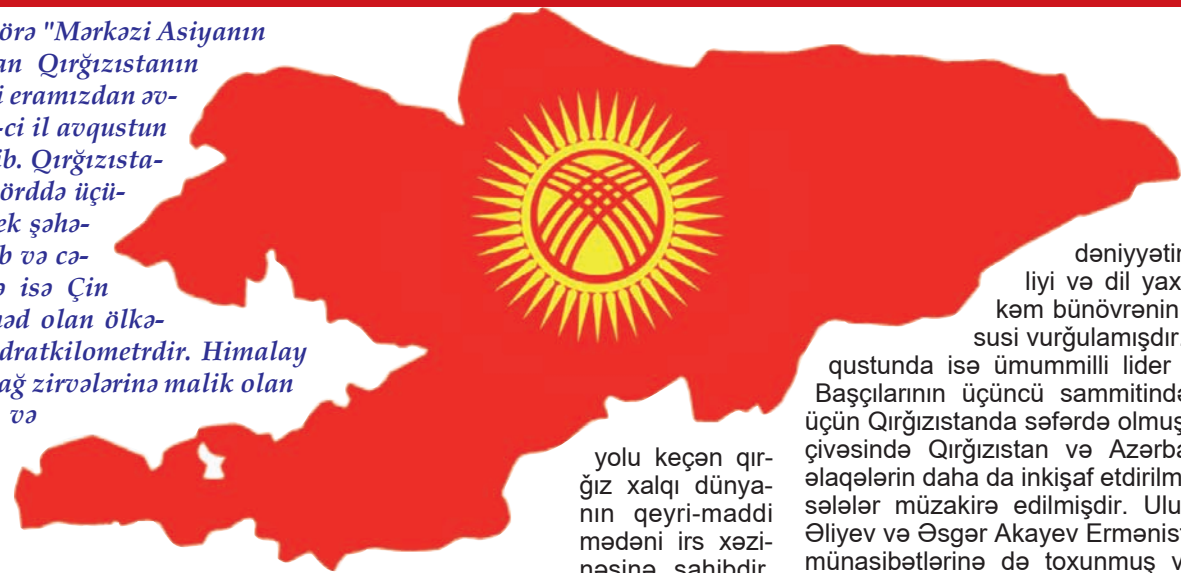 örə "Mərkəzi Asiyanın
an Qırğızıstanın
i eramızdan əv-
-ci il avqustun
ib. Qırğızısta-
örddə üçü-
ek şəhə-
b və cə-
ə isə Çin
əd olan ölkə-
dratkilometrdir. Himalay
ağ zirvələrinə malik olan
və
yolu keçən qır-
ğız xalqı dünya-
nın qeyri-maddi
mədəni irs xəzi-
nəsinə sahibdir.
dəniyyətin
liyi və dil yax
kəm bünövrənin
susi vurğulamışdır.
qustunda isə ümummilli lider
Başçılarının üçüncü sammitində
üçün Qırğızıstanda səfərdə olmuş
çivəsində Qırğızıstan və Azərba
əlaqələrin daha da inkişaf etdirilm
sələlər müzakirə edilmişdir. Ulu
Əliyev və Əsgər Akayev Ermənist
münasibətlərinə də toxunmuş v